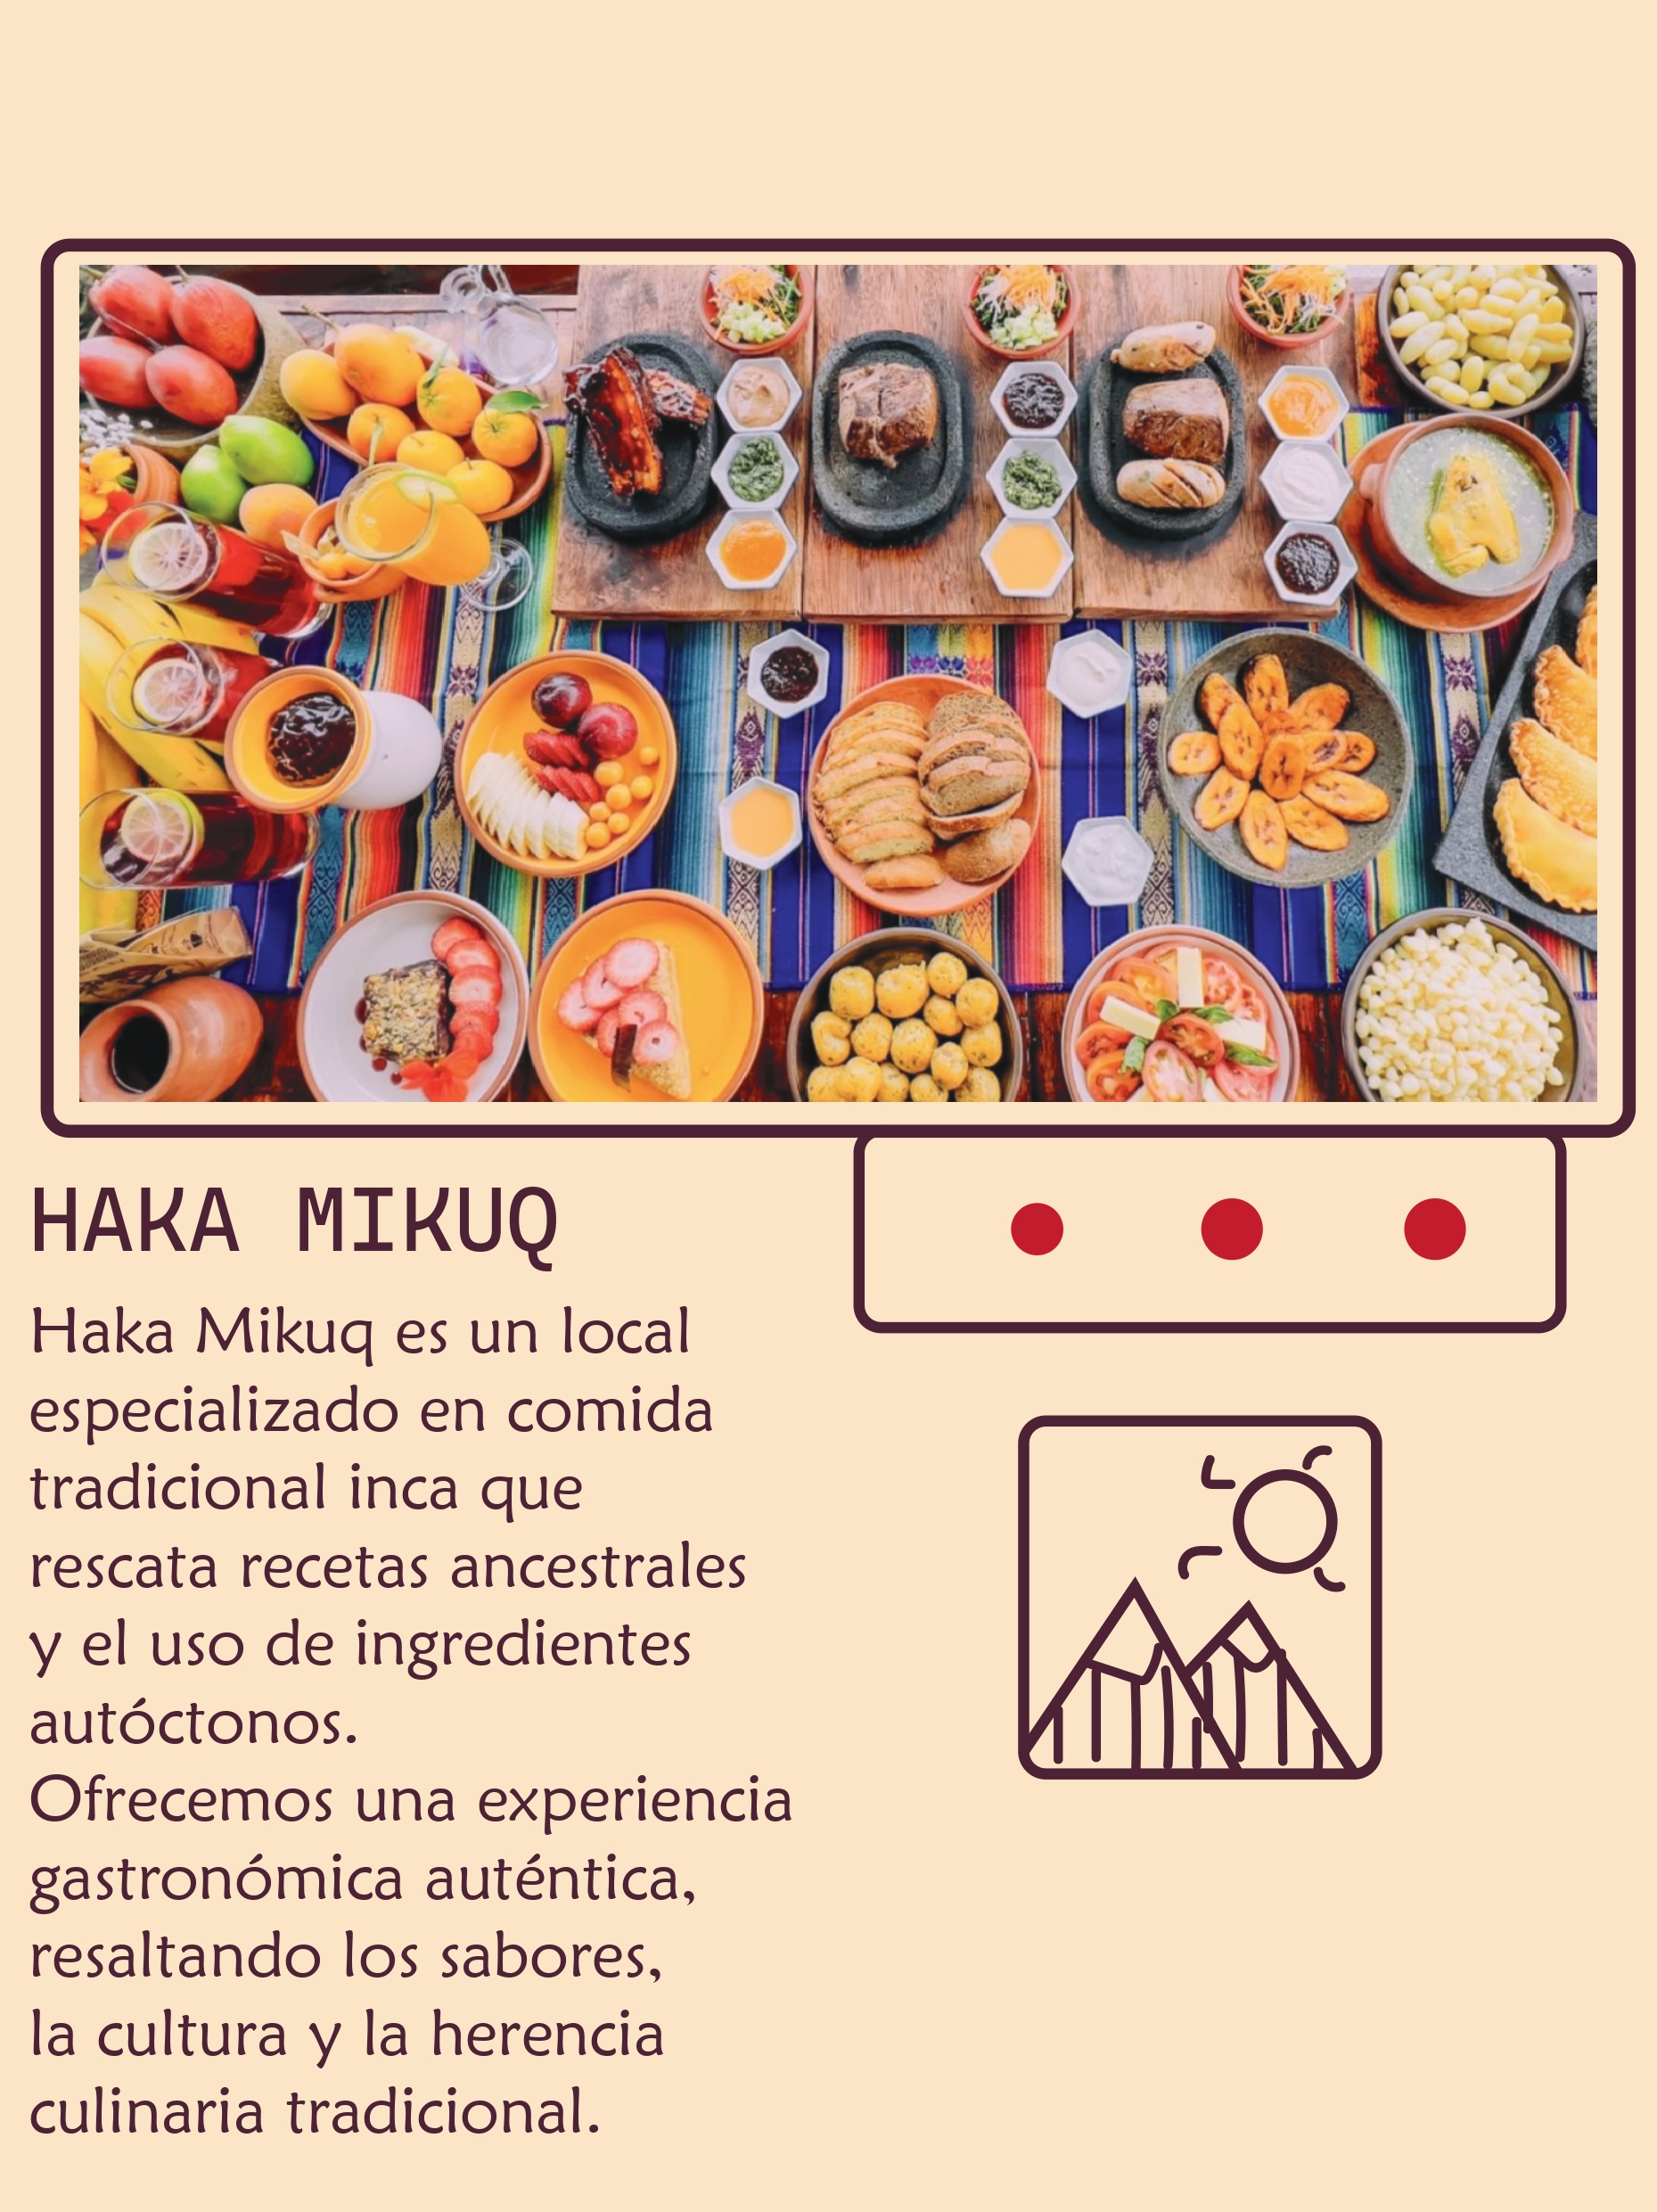 HAKA MIKUQ
Haka Mikuq es un local
especializado en comida
tradicional inca que
rescata recetas ancestrales
y el uso de ingredientes
autóctonos.
Ofrecemos una experiencia
gastronómica auténtica,
resaltando los sabores,
la cultura y la herencia
culinaria tradicional.